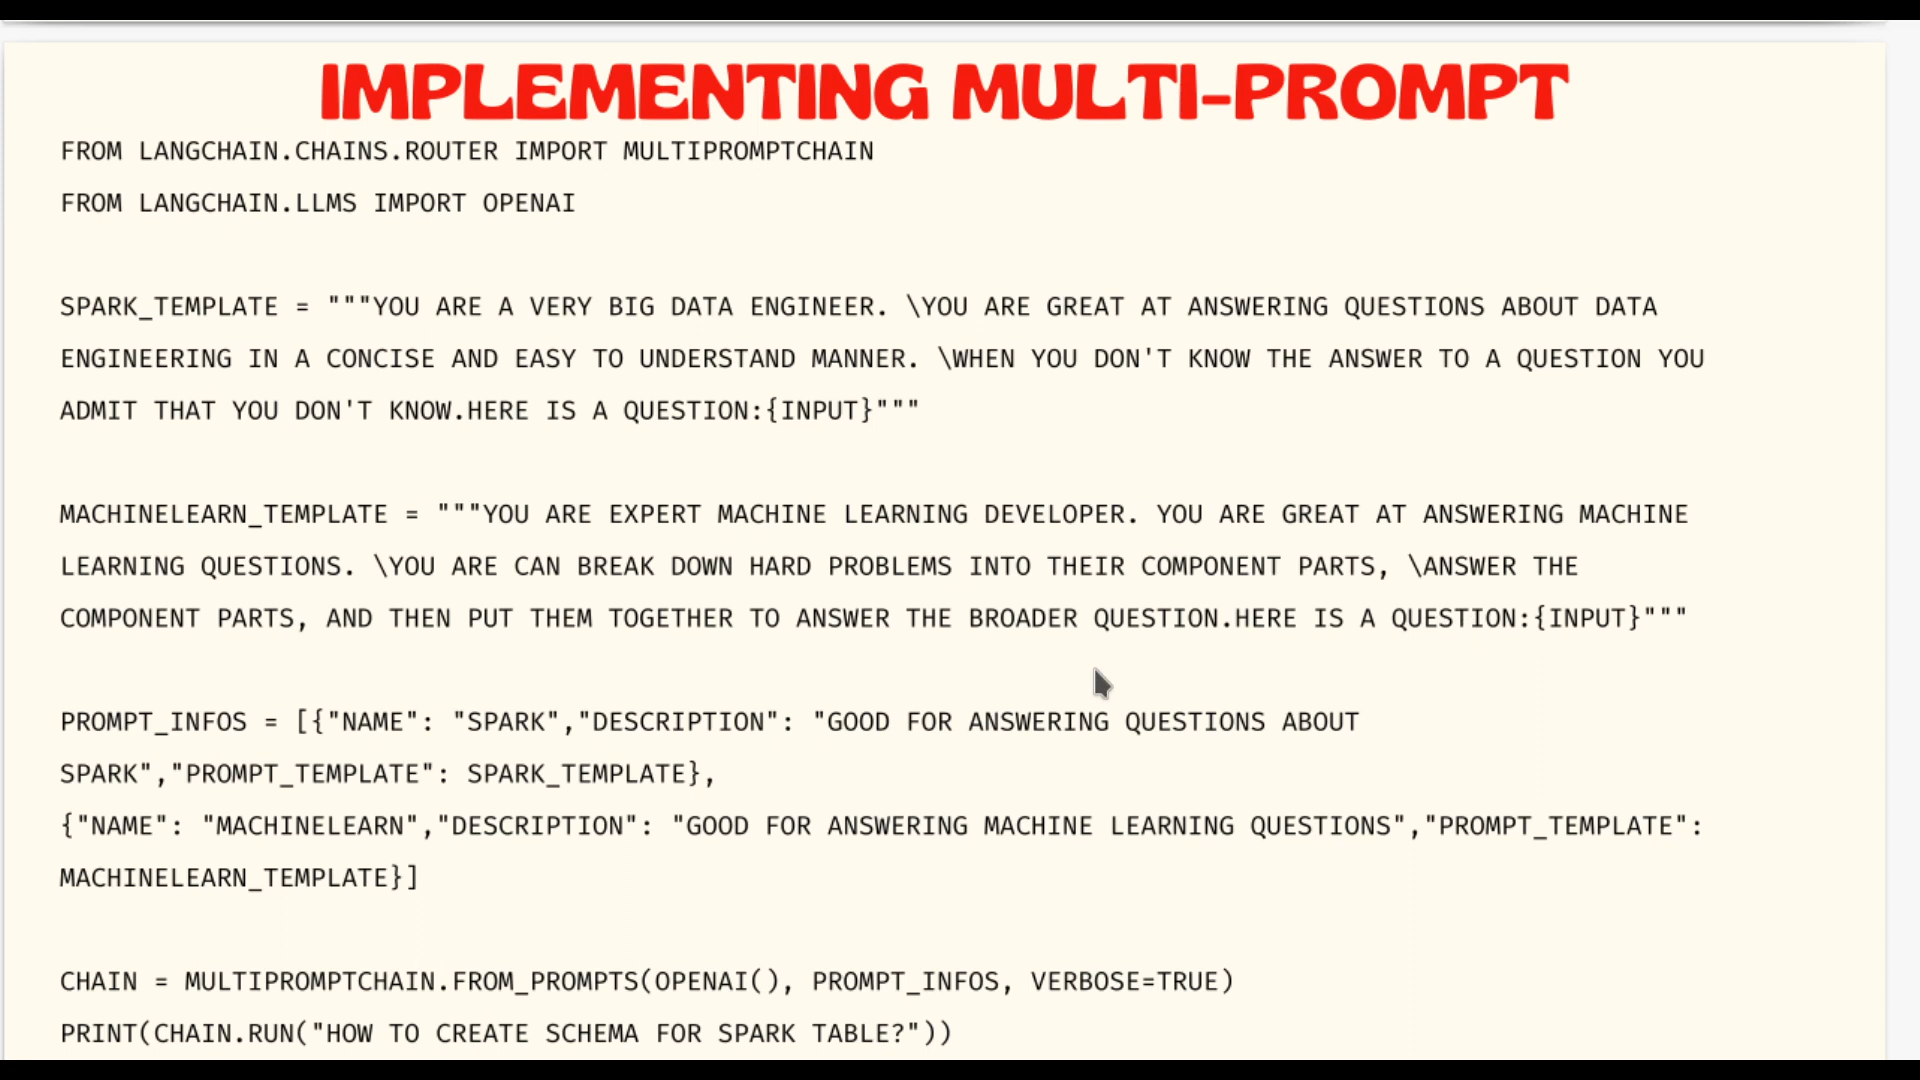 IMPLEMENTING MULTI-PROMPT
FROM LANGCHAIN.CHAINS.ROUTER IMPORT MULTIPROMPTCHAIN
FROM LANGCHAIN.LLMS IMPORT OPENAI
SPARK_TEMPLATE = """YOU ARE A VERY BIG DATA ENGINEER. \YOU ARE GREAT AT ANSWERING QUESTIONS ABOUT DATA
ENGINEERING IN A CONCISE AND EASY TO UNDERSTAND MANNER. \WHEN YOU DON'T KNOW THE ANSWER TO A QUESTION YOU
ADMIT THAT YOU DON'T KNOW.HERE IS A QUESTION:{INPUT}"""
MACHINELEARN_TEMPLATE = """YOU ARE EXPERT MACHINE LEARNING DEVELOPER. YOU ARE GREAT AT ANSWERING MACHINE
LEARNING QUESTIONS. \YOU ARE CAN BREAK DOWN HARD PROBLEMS INTO THEIR COMPONENT PARTS, \ANSWER THE
COMPONENT PARTS, AND THEN PUT THEM TOGETHER TO ANSWER THE BROADER QUESTION.HERE IS A QUESTION:{INPUT}"""
PROMPT_INFOS = [{"NAME": "SPARK","DESCRIPTION": "GOOD FOR ANSWERING QUESTIONS ABOUT
SPARK","PROMPT_TEMPLATE": SPARK_TEMPLATE},
{"NAME": "MACHINELEARN","DESCRIPTION": "GOOD FOR ANSWERING MACHINE LEARNING QUESTIONS","PROMPT_TEMPLATE":
MACHINELEARN_TEMPLATE}]
CHAIN = MULTIPROMPTCHAIN.FROM_PROMPTS(OPENAI(), PROMPT_INFOS, VERBOSE=TRUE)
PRINT(CHAIN.RUN("HOW TO CREATE SCHEMA FOR SPARK TABLE?"))